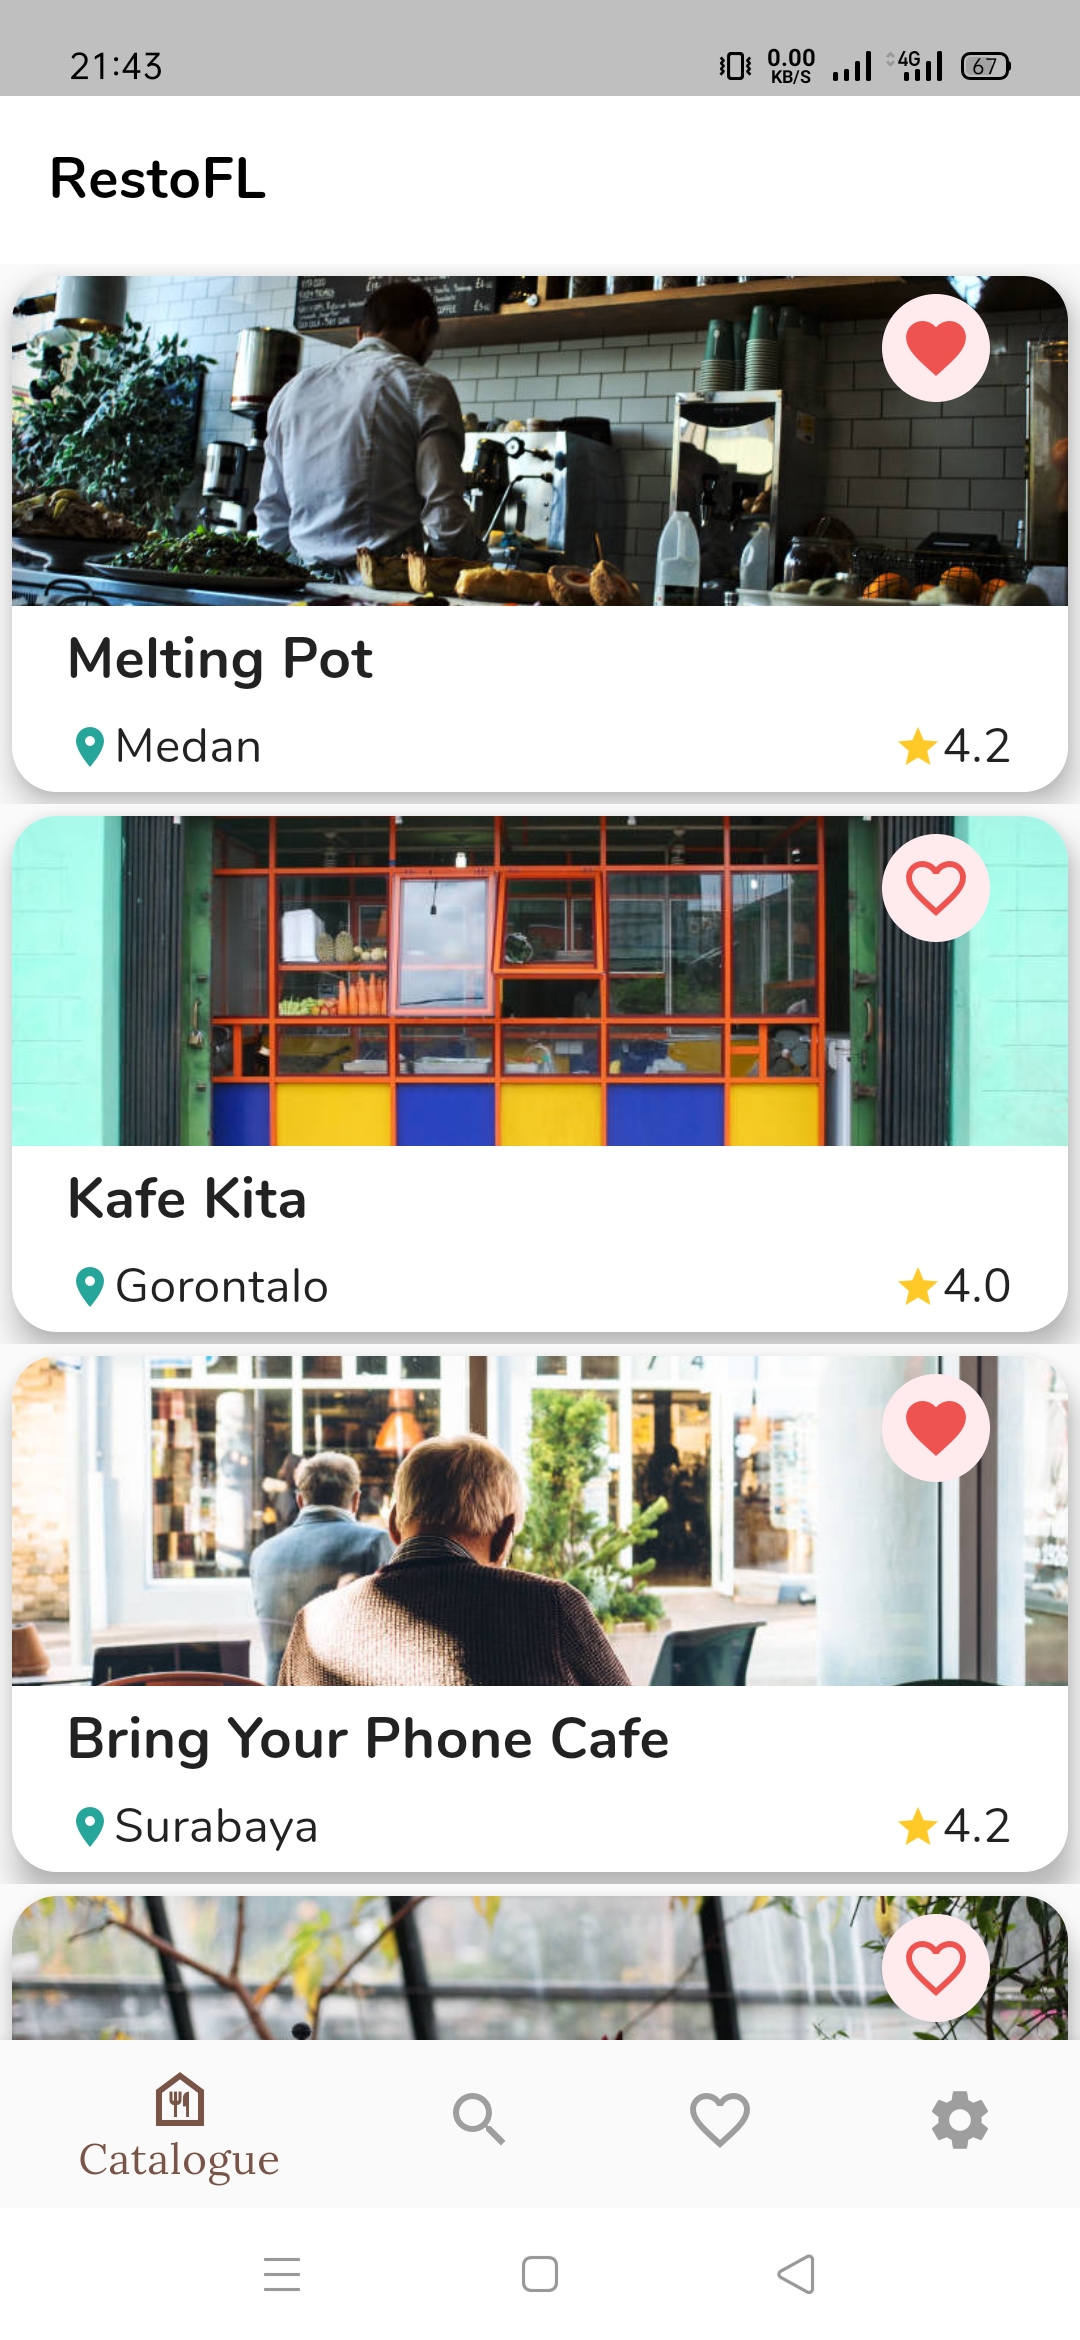 21:43
0.00
KB/S
4G
67
RestoFL
Melting Pot
Medan
4.2
Kafe Kita
Gorontalo
4.0
Bring Your Phone Cafe
Surabaya
4.2
Catalogue